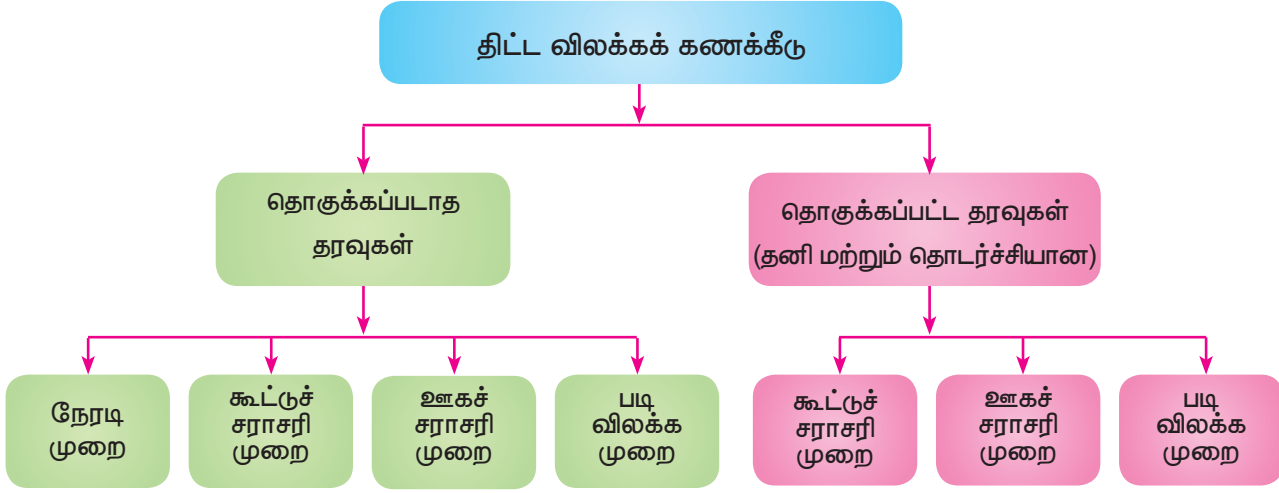 திட்ட விலக்கக் கணக்கீடு
தொகுக்கப்படாத
தரவுகள்
தொகுக்கப்பட்ட தரவுகள்
(தனி மற்றும் தொடர்ச்சியான)
நேரடி
முறை
கூட்டுச்
சராசரி
முறை
ஊகச்
சராசரி
முறை
படி
விலக்க
முறை
கூட்டுச்
சராசரி
முறை
ஊகச்
சராசரி
முறை
படி
விலக்க
முறை